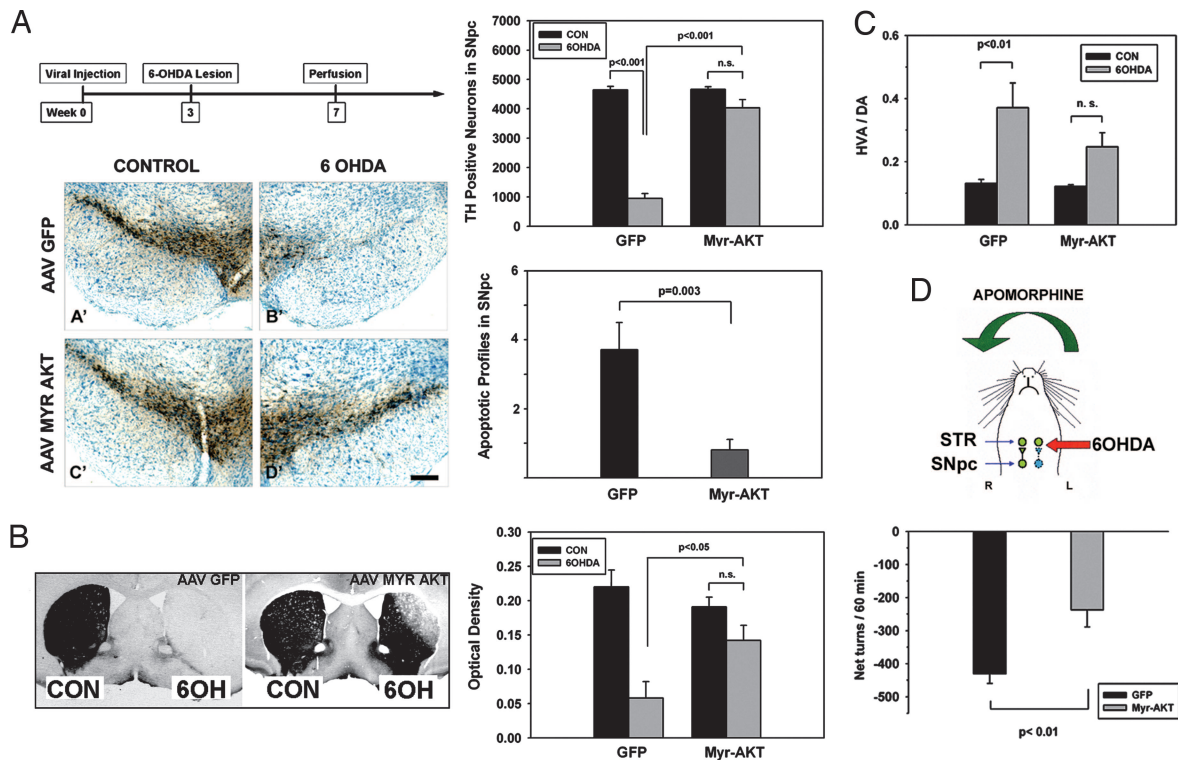 A
Viral Injection
6-OHDA Lesion
Perfusion
Week 0
3
7
CONTROL
6 OHDA
AAV GFP
A'
B'
AAV MYR AKT
C'
D'
TH Positive Neurons in SNpc
7000
6000
5000
4000
3000
2000
1000
0
CON
6OHDA
p<0.001
p<0.001
n.s.
GFP
Myr-AKT
Apoptotic Profiles in SNpc
6
4
2
p=0.003
GFP
Myr-AKT
B
AAV GFP
AAV MYR AKT
CON
6OH
CON
6OH
Optical Density
0.30
0.25
0.20
0.15
0.10
0.05
0.00
CON
6OHDA
p<0.05
n.s.
GFP
Myr-AKT
C
HVA / DA
0.6
0.4
0.2
0.0
p<0.01
CON
6OHDA
n. s.
GFP
Myr-AKT
D
APOMORPHINE
STR
6OHDA
SNpc
R
L
Net turns / 60 min
0
-100
-200
-300
-400
-500
GFP
Myr-AKT
p< 0.01